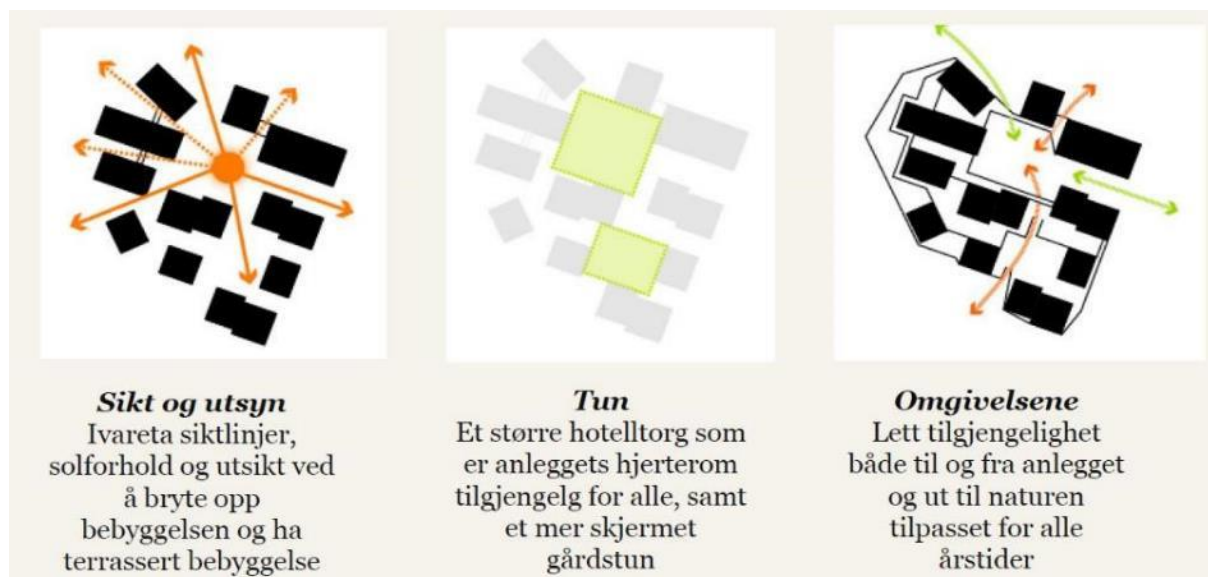 Sikt og utsyn
Ivareta siktlinjer,
solforhold og utsikt ved
å bryte opp
bebyggelsen og ha
terrassert bebyggelse
Tun
Et større hotelltorg som
er anleggets hjerterom
tilgjengelg for alle, samt
et mer skjermet
gårdstun
Omgivelsene
Lett tilgjengelighet
både til og fra anlegget
og ut til naturen
tilpasset for alle
årstider